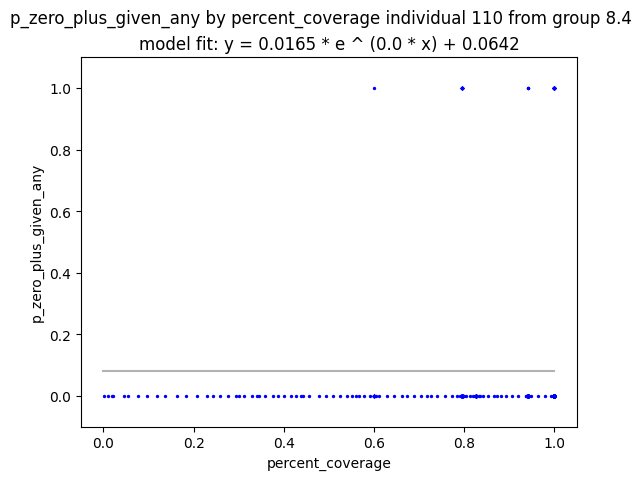 p_zero_plus_given_any by percent_coverage individual 110 from group 8.4
model fit: y = 0.0165 * e ^ (0.0 * x) + 0.0642
p_zero_plus_given_any
1.0
0.8
0.6
0.4
0.2
0.0
0.0 0.2 0.4 0.6 0.8 1.0
percent_coverage